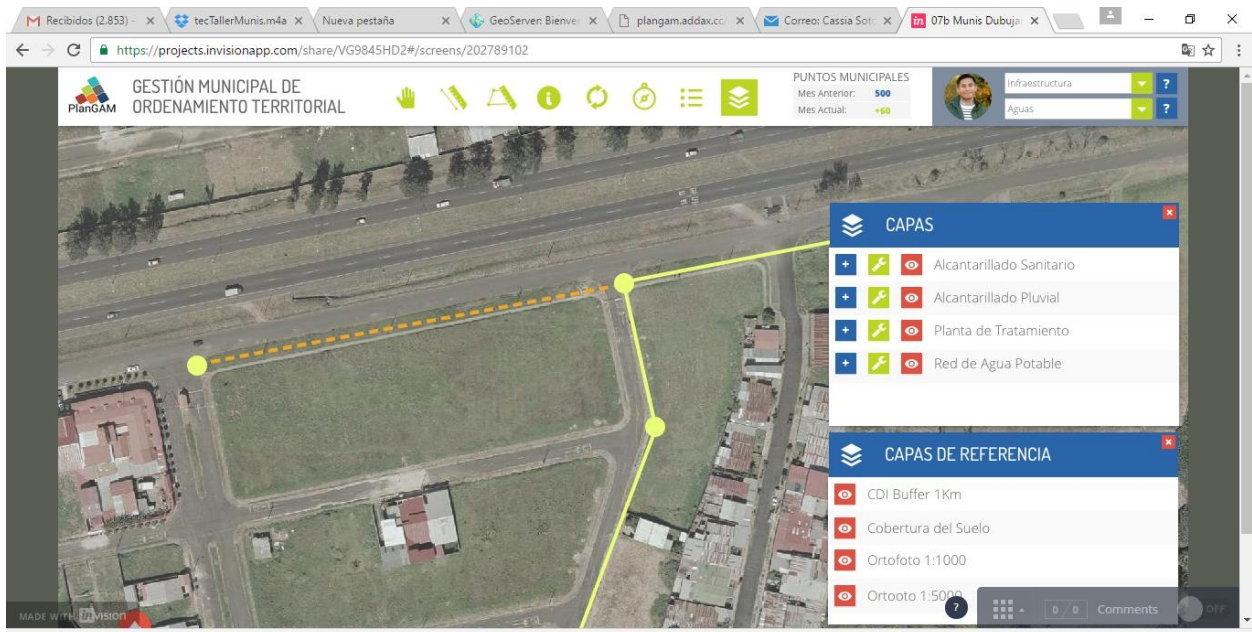 Recibidos (2.853) -
tecTallerMunis.m4a
Nueva pestaña
GeoServer: Bienver
plangam.addax.cc/
Correo: Cassia Sot
07b Munis Dubuja
https://projects.invisionapp.com/share/VG9845HD2#/screens/202789102
PlanGAM
GESTIÓN MUNICIPAL DE
ORDENAMIENTO TERRITORIAL
PUNTOS MUNICIPALES
Mes Anterior: 500
Mes Actual: +60
Infraestructura ?
Aguas ?
CAPAS
Alcantarillado Sanitario
Alcantarillado Pluvial
Planta de Tratamiento
Red de Agua Potable
CAPAS DE REFERENCIA
CDI Buffer 1Km
Cobertura del Suelo
Ortofoto 1:1000
Ortooto 1:5000
MADE WITH invision
? 0/0 Comments OFF